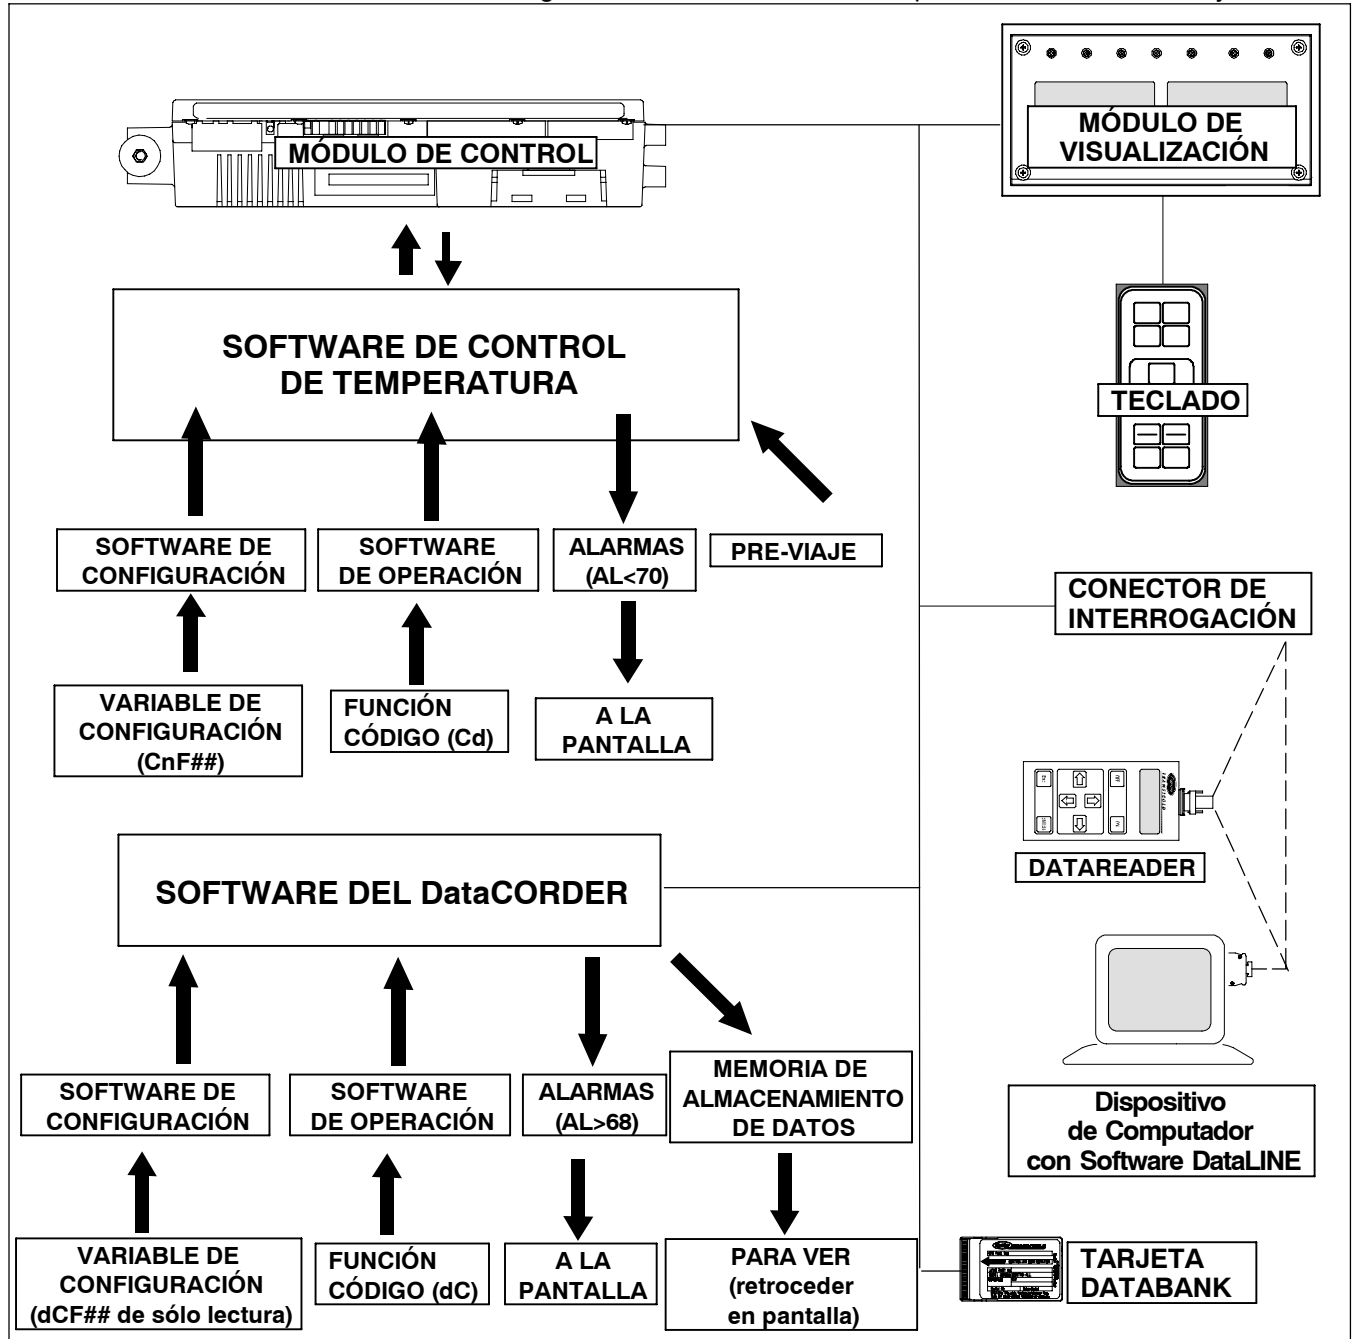 MÓDULO DE CONTROL
MÓDULO DE
VISUALIZACIÓN
SOFTWARE DE CONTROL
DE TEMPERATURA
TECLADO
SOFTWARE DE
CONFIGURACIÓN
SOFTWARE
DE OPERACIÓN
ALARMAS
(AL<70)
PRE-VIAJE
CONECTOR DE
INTERROGACIÓN
VARIABLE DE
CONFIGURACIÓN
(CnF##)
FUNCIÓN
CÓDIGO (Cd)
A LA
PANTALLA
DATAREADER
SOFTWARE DEL DataCORDER
SOFTWARE DE
CONFIGURACIÓN
SOFTWARE
DE OPERACIÓN
ALARMAS
(AL>68)
MEMORIA DE
ALMACENAMIENTO
DE DATOS
Dispositivo
de Computador
con Software DataLINE
VARIABLE DE
CONFIGURACIÓN
(dCF## de sólo lectura)
FUNCIÓN
CÓDIGO (dC)
A LA
PANTALLA
PARA VER
(retroceder
en pantalla)
TARJETA
DATABANK